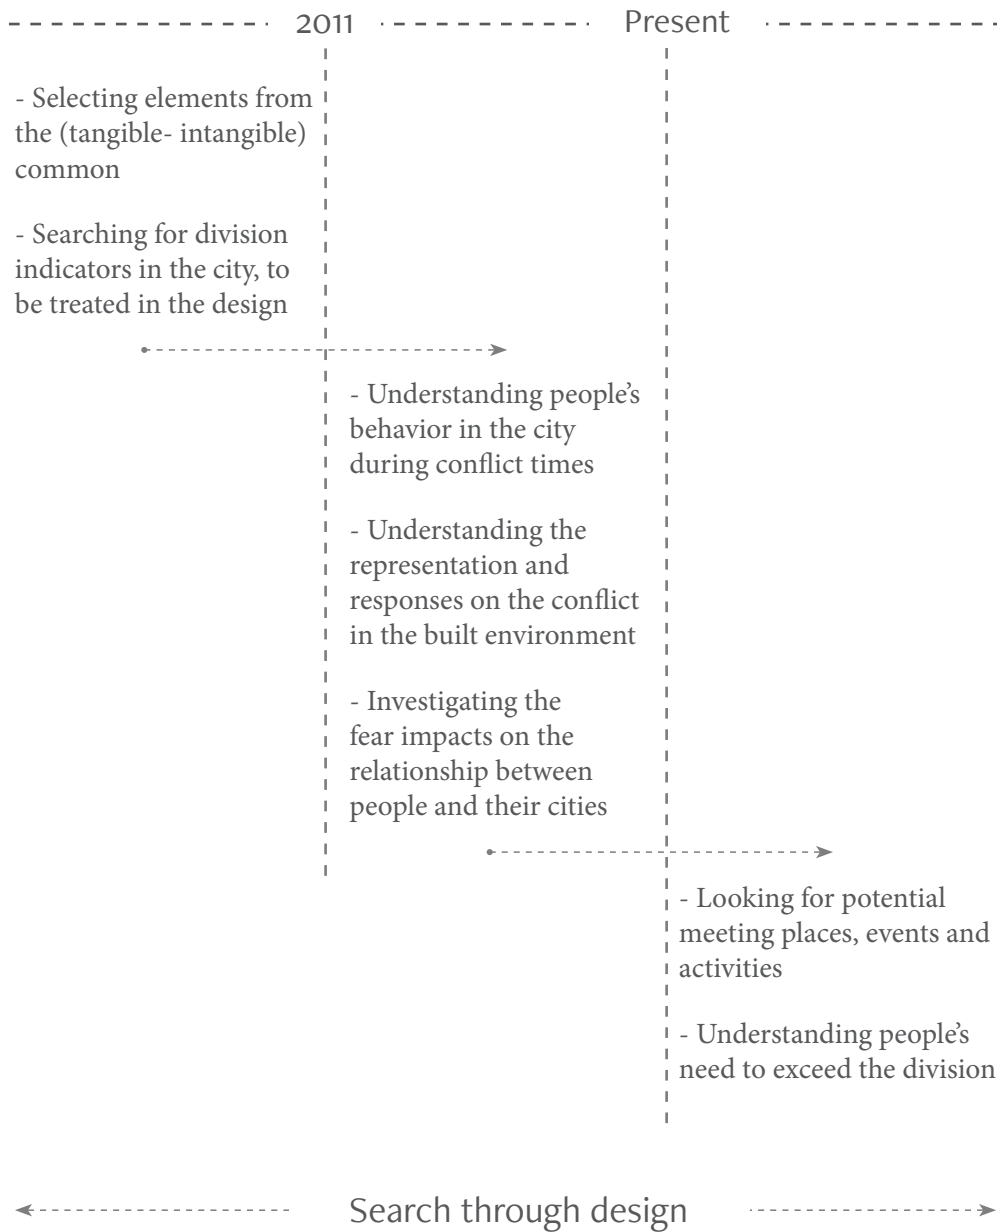 2011
Present
- Selecting elements from
the (tangible- intangible)
common
- Searching for division
indicators in the city, to
be treated in the design
- Understanding people’s
behavior in the city
during conflict times
- Understanding the
representation and
responses on the conflict
in the built environment
- Investigating the
fear impacts on the
relationship between
people and their cities
- Looking for potential
meeting places, events and
activities
- Understanding people’s
need to exceed the division
Search through design